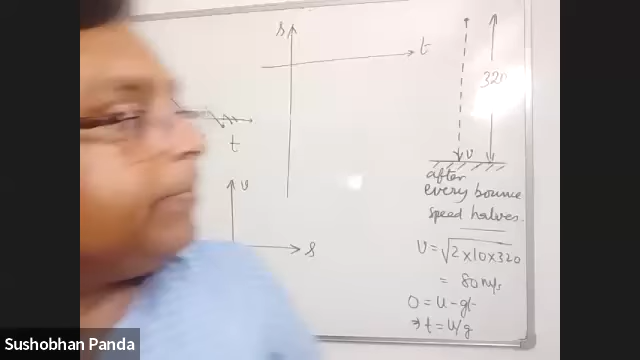 s
t
320
t
v
v
after
every bounce
speed halves.
s
v = √2×10×320
= 80 m/s
0 = u - gt
⇒ t = u/g
Sushobhan Panda